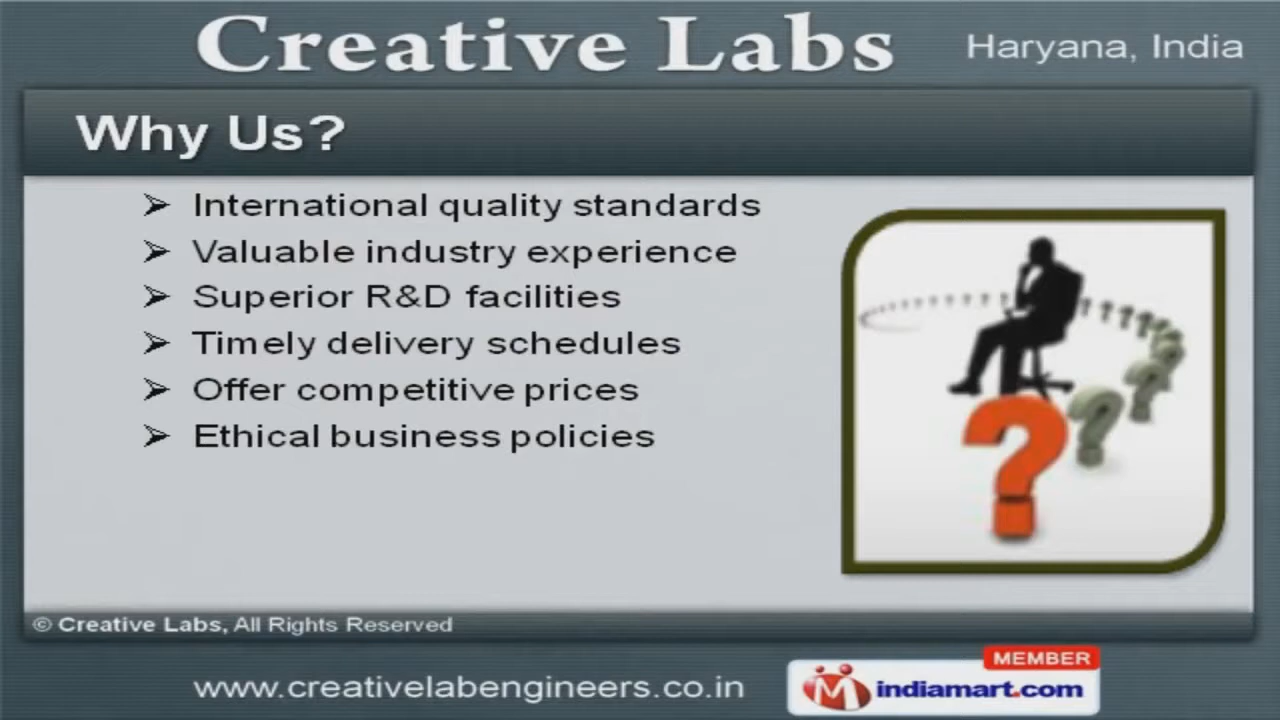 Creative Labs
Haryana, India
Why Us?
➢ International quality standards
➢ Valuable industry experience
➢ Superior R&D facilities
➢ Timely delivery schedules
➢ Offer competitive prices
➢ Ethical business policies
© Creative Labs, All Rights Reserved
MEMBER
www.creativelabengineers.co.in
indiamart.com